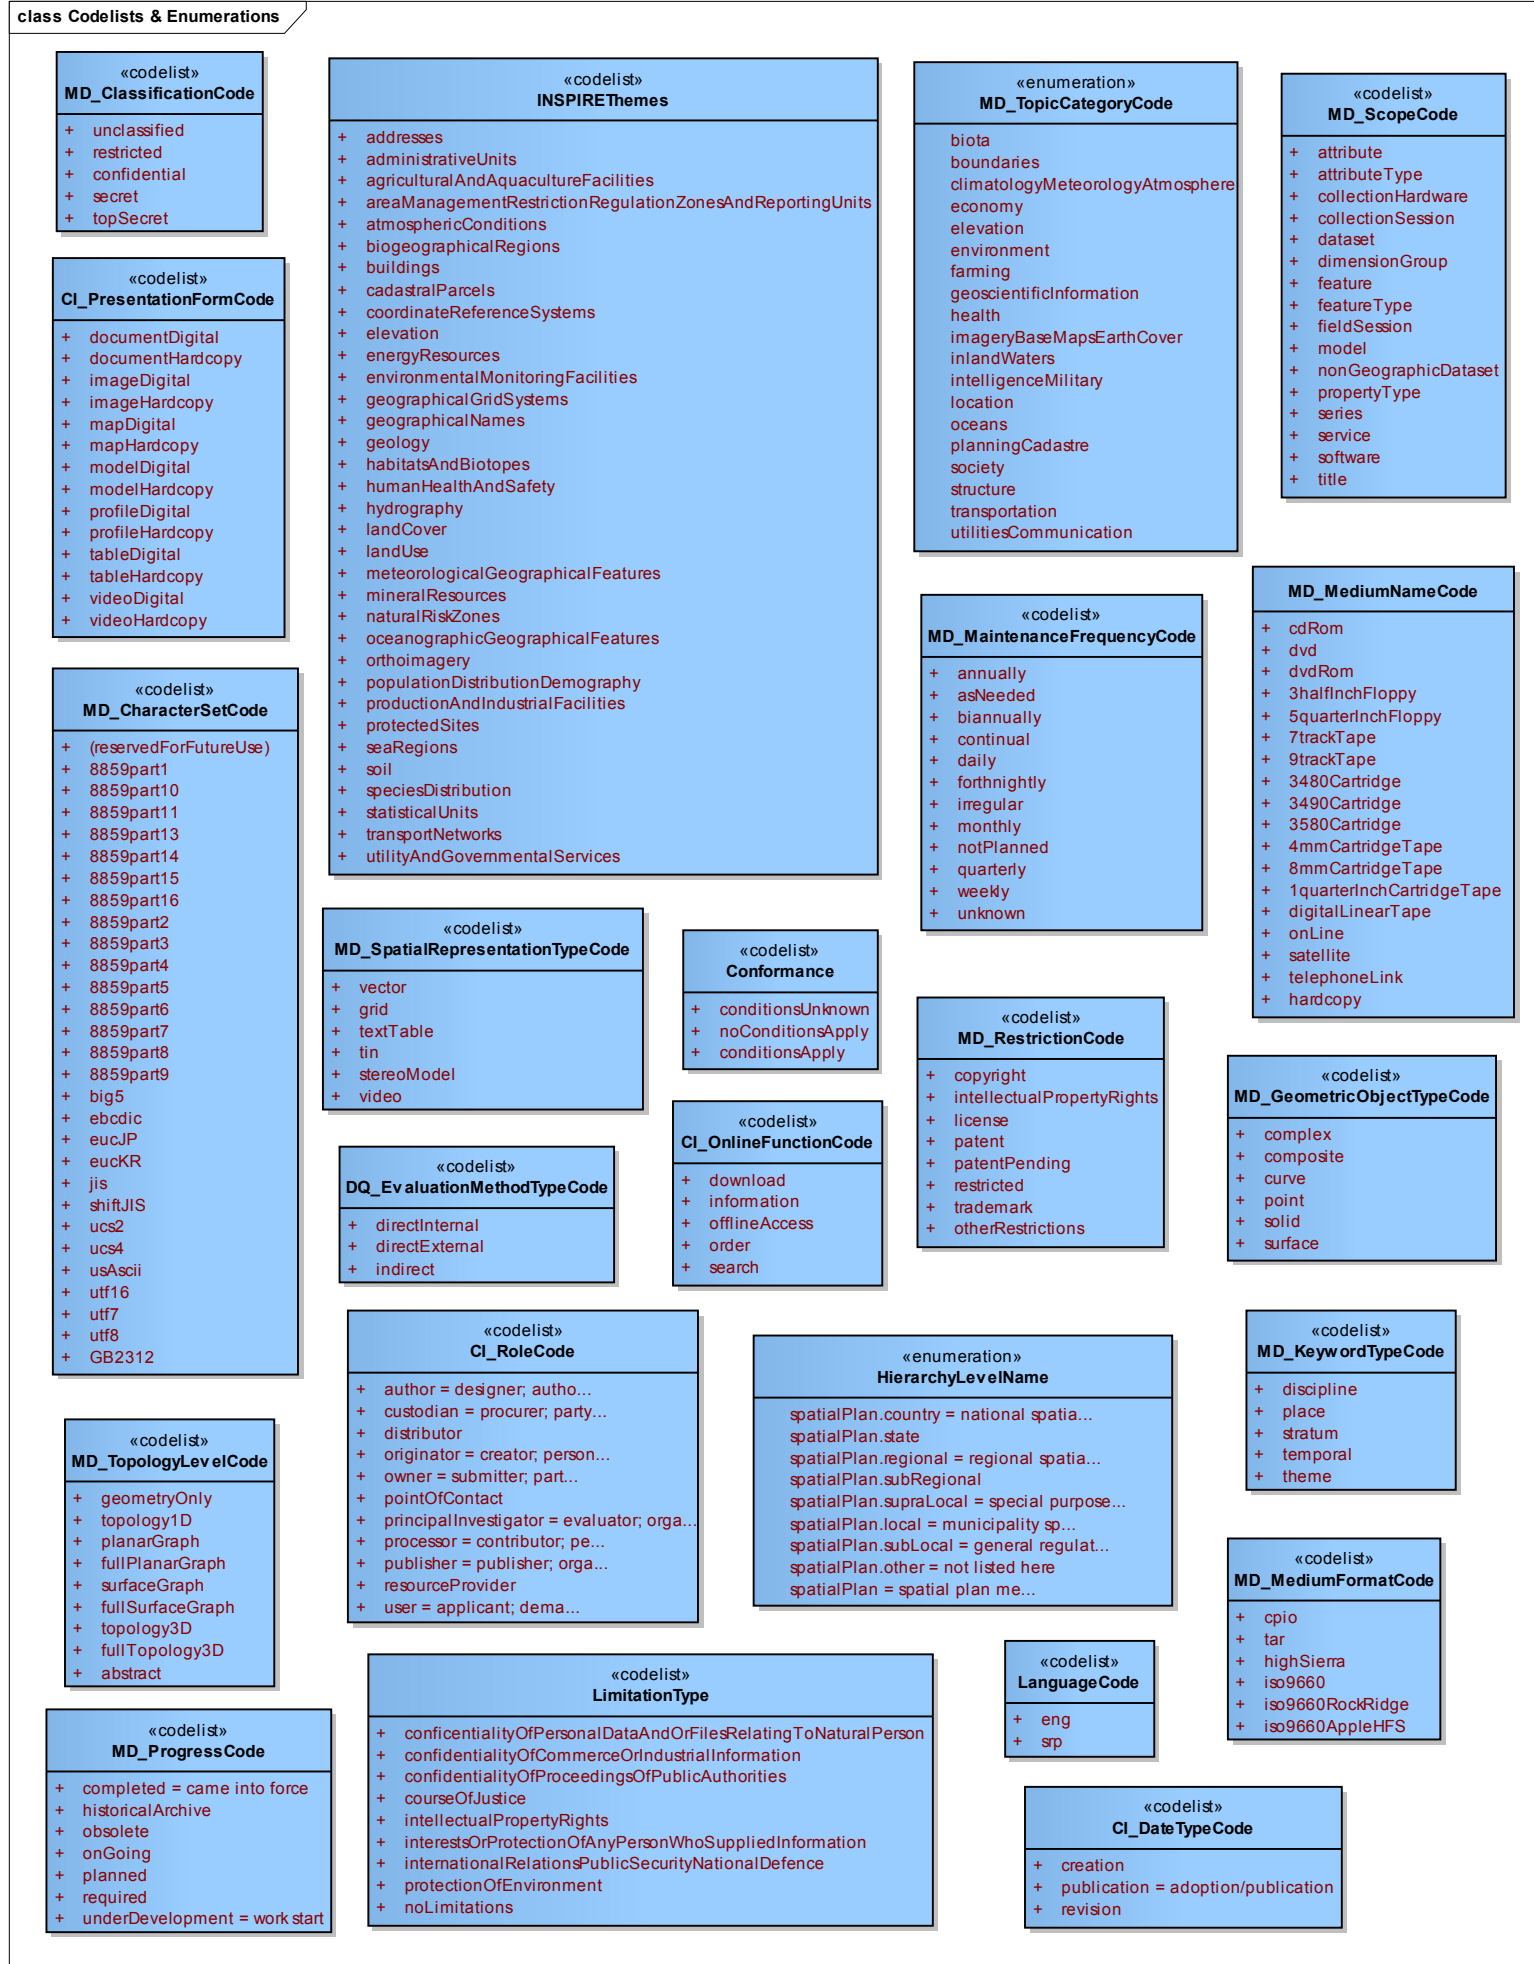 class Codelists & Enumerations
«codelist»
MD_ClassificationCode
+ unclassified
+ restricted
+ confidential
+ secret
+ topSecret
«codelist»
CI_PresentationFormCode
+ documentDigital
+ documentHardcopy
+ imageDigital
+ imageHardcopy
+ mapDigital
+ mapHardcopy
+ modelDigital
+ modelHardcopy
+ profileDigital
+ profileHardcopy
+ tableDigital
+ tableHardcopy
+ videoDigital
+ videoHardcopy
«codelist»
MD_CharacterSetCode
+ (reservedForFutureUse)
+ 8859part1
+ 8859part10
+ 8859part11
+ 8859part13
+ 8859part14
+ 8859part15
+ 8859part16
+ 8859part2
+ 8859part3
+ 8859part4
+ 8859part5
+ 8859part6
+ 8859part7
+ 8859part8
+ 8859part9
+ big5
+ ebcdic
+ eucJP
+ eucKR
+ jis
+ shiftJIS
+ ucs2
+ ucs4
+ usAscii
+ utf16
+ utf7
+ utf8
+ GB2312
«codelist»
MD_TopologyLevelCode
+ geometryOnly
+ topology1D
+ planarGraph
+ fullPlanarGraph
+ surfaceGraph
+ fullSurfaceGraph
+ topology3D
+ fullTopology3D
+ abstract
«codelist»
MD_ProgressCode
+ completed = came into force
+ historicalArchive
+ obsolete
+ onGoing
+ planned
+ required
+ underDevelopment = work start
«codelist»
INSPIREThemes
+ addresses
+ administrativeUnits
+ agriculturalAndAquacultureFacilities
+ areaManagementRestrictionRegulationZonesAndReportingUnits
+ atmosphericConditions
+ biogeographicalRegions
+ buildings
+ cadastralParcels
+ coordinateReferenceSystems
+ elevation
+ energyResources
+ environmentalMonitoringFacilities
+ geographicalGridSystems
+ geographicalNames
+ geology
+ habitatsAndBiotopes
+ humanHealthAndSafety
+ hydrography
+ landCover
+ landUse
+ meteorologicalGeographicalFeatures
+ mineralResources
+ naturalRiskZones
+ oceanographicGeographicalFeatures
+ orthoimagery
+ populationDistributionDemography
+ productionAndIndustrialFacilities
+ protectedSites
+ seaRegions
+ soil
+ speciesDistribution
+ statisticalUnits
+ transportNetworks
+ utilityAndGovernmentalServices
«codelist»
MD_SpatialRepresentationTypeCode
+ vector
+ grid
+ textTable
+ tin
+ stereoModel
+ video
«codelist»
DQ_EvaluationMethodTypeCode
+ directInternal
+ directExternal
+ indirect
«codelist»
Conformance
+ conditionsUnknown
+ noConditionsApply
+ conditionsApply
«codelist»
CI_OnlineFunctionCode
+ download
+ information
+ offlineAccess
+ order
+ search
«codelist»
CI_RoleCode
+ author = designer; autho...
+ custodian = procurer; party...
+ distributor
+ originator = creator; person...
+ owner = submitter; part...
+ pointOfContact
+ principalInvestigator = evaluator; orga...
+ processor = contributor; pe...
+ publisher = publisher; orga...
+ resourceProvider
+ user = applicant; dema...
«codelist»
LimitationType
+ conficentialityOfPersonalDataAndOrFilesRelatingToNaturalPerson
+ confidentialityOfCommerceOrIndustrialInformation
+ confidentialityOfProceedingsOfPublicAuthorities
+ courseOfJustice
+ intellectualPropertyRights
+ interestsOrProtectionOfAnyPersonWhoSuppliedInformation
+ internationalRelationsPublicSecurityNationalDefence
+ protectionOfEnvironment
+ noLimitations
«enumeration»
MD_TopicCategoryCode
biota
boundaries
climatologyMeteorologyAtmosphere
economy
elevation
environment
farming
geoscientificInformation
health
imageryBaseMapsEarthCover
inlandWaters
intelligenceMilitary
location
oceans
planningCadastre
society
structure
transportation
utilitiesCommunication
«codelist»
MD_MaintenanceFrequencyCode
+ annually
+ asNeeded
+ biannually
+ continual
+ daily
+ forthnightly
+ irregular
+ monthly
+ notPlanned
+ quarterly
+ weekly
+ unknown
«codelist»
MD_RestrictionCode
+ copyright
+ intellectualPropertyRights
+ license
+ patent
+ patentPending
+ restricted
+ trademark
+ otherRestrictions
«enumeration»
HierarchyLevelName
spatialPlan.country = national spatia...
spatialPlan.state
spatialPlan.regional = regional spatia...
spatialPlan.subRegional
spatialPlan.supraLocal = special purpose...
spatialPlan.local = municipality sp...
spatialPlan.subLocal = general regulat...
spatialPlan.other = not listed here
spatialPlan = spatial plan me...
«codelist»
LanguageCode
+ eng
+ srp
«codelist»
CI_DateTypeCode
+ creation
+ publication = adoption/publication
+ revision
«codelist»
MD_ScopeCode
+ attribute
+ attributeType
+ collectionHardware
+ collectionSession
+ dataset
+ dimensionGroup
+ feature
+ featureType
+ fieldSession
+ model
+ nonGeographicDataset
+ propertyType
+ series
+ service
+ software
+ title
MD_MediumNameCode
+ cdRom
+ dvd
+ dvdRom
+ 3halfInchFloppy
+ 5quarterInchFloppy
+ 7trackTape
+ 9trackTape
+ 3480Cartridge
+ 3490Cartridge
+ 3580Cartridge
+ 4mmCartridgeTape
+ 8mmCartridgeTape
+ 1quarterInchCartridgeTape
+ digitalLinearTape
+ onLine
+ satellite
+ telephoneLink
+ hardcopy
«codelist»
MD_GeometricObjectTypeCode
+ complex
+ composite
+ curve
+ point
+ solid
+ surface
«codelist»
MD_KeywordTypeCode
+ discipline
+ place
+ stratum
+ temporal
+ theme
«codelist»
MD_MediumFormatCode
+ cpio
+ tar
+ highSierra
+ iso9660
+ iso9660RockRidge
+ iso9660AppleHFS